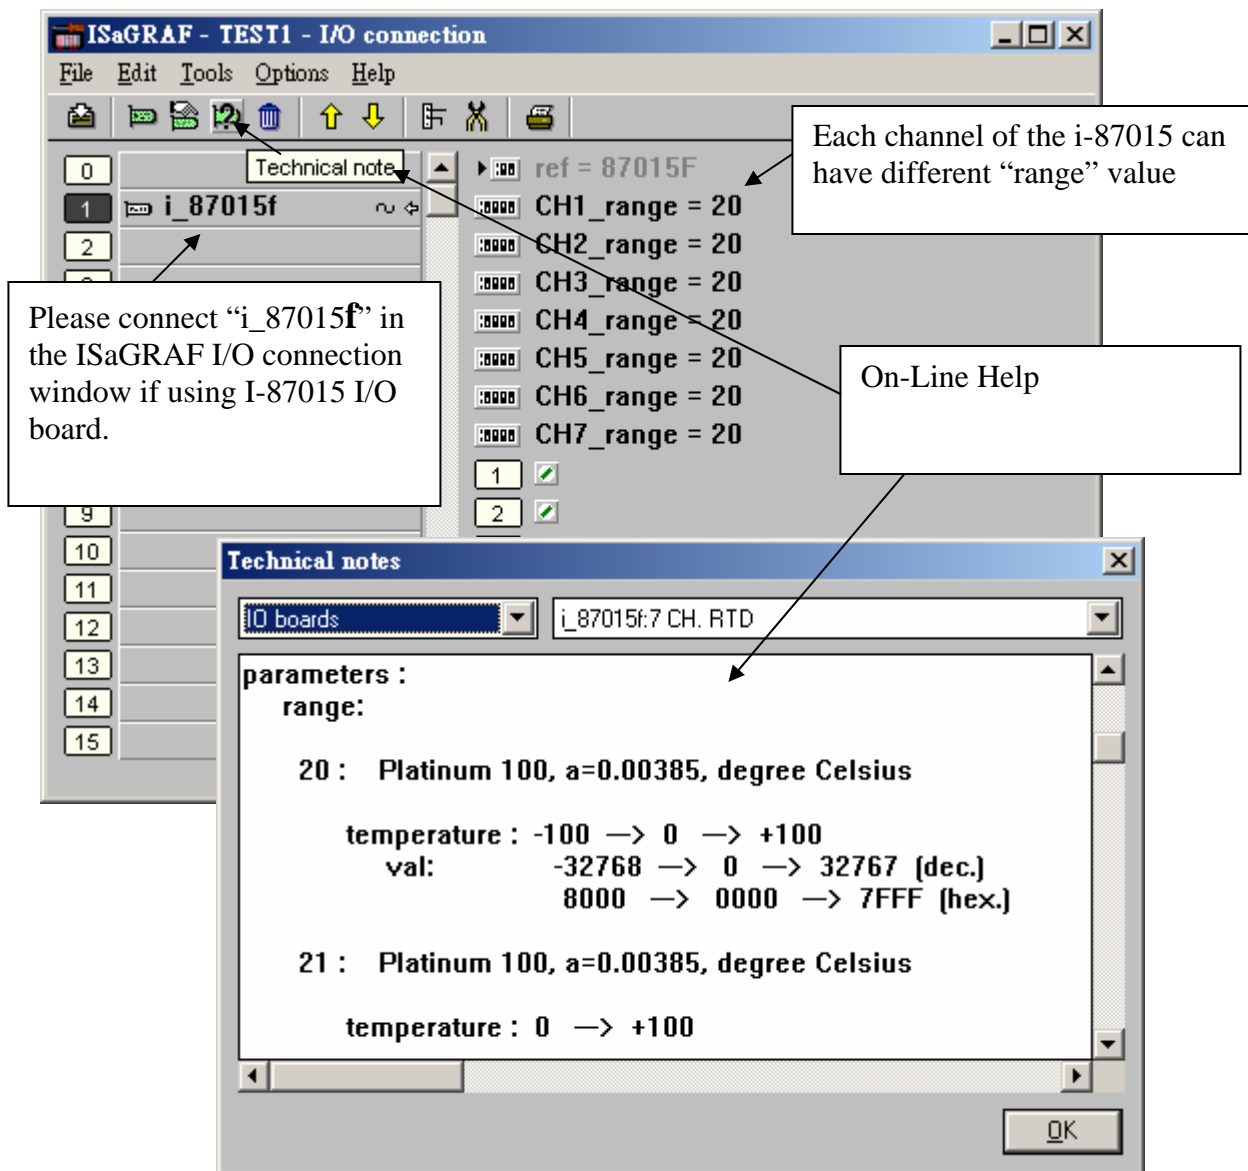 ISaGRAF - TEST1 - I/O connection
File Edit Tools Options Help
Technical note
0
1 i_87015f
2
9
10
11
12
13
14
15
ref = 87015F
CH1_range = 20
CH2_range = 20
CH3_range = 20
CH4_range = 20
CH5_range = 20
CH6_range = 20
CH7_range = 20
1
2
Each channel of the i-87015 can
have different “range” value
Please connect “i_87015f” in
the ISaGRAF I/O connection
window if using I-87015 I/O
board.
On-Line Help
Technical notes
IO boards
i_87015f:7 CH. RTD
parameters :
range:
20 : Platinum 100, a=0.00385, degree Celsius
temperature : -100 —> 0 —> +100
val: -32768 —> 0 —> 32767 (dec.)
8000 —> 0000 —> 7FFF (hex.)
21 : Platinum 100, a=0.00385, degree Celsius
temperature : 0 —> +100
OK